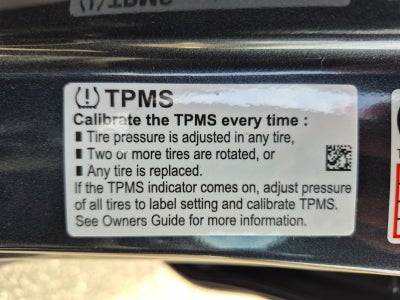 TPMS
Calibrate the TPMS every time :
Tire pressure is adjusted in any tire,
Two or more tires are rotated, or
Any tire is replaced.
If the TPMS indicator comes on, adjust pressure
of all tires to label setting and calibrate TPMS.
See Owners Guide for more information.